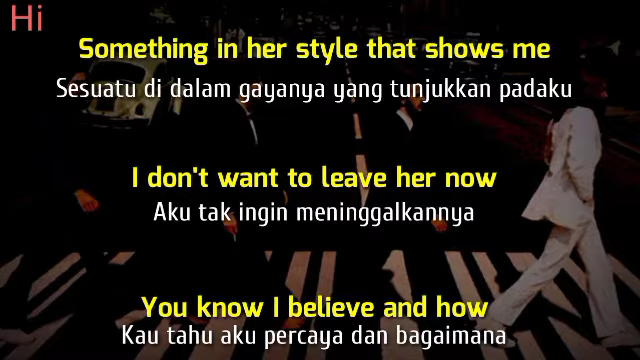 Hi
Something in her style that shows me
Sesuatu di dalam gayanya yang tunjukkan padaku
I don't want to leave her now
Aku tak ingin meninggalkannya
You know I believe and how
Kau tahu aku percaya dan bagaimana